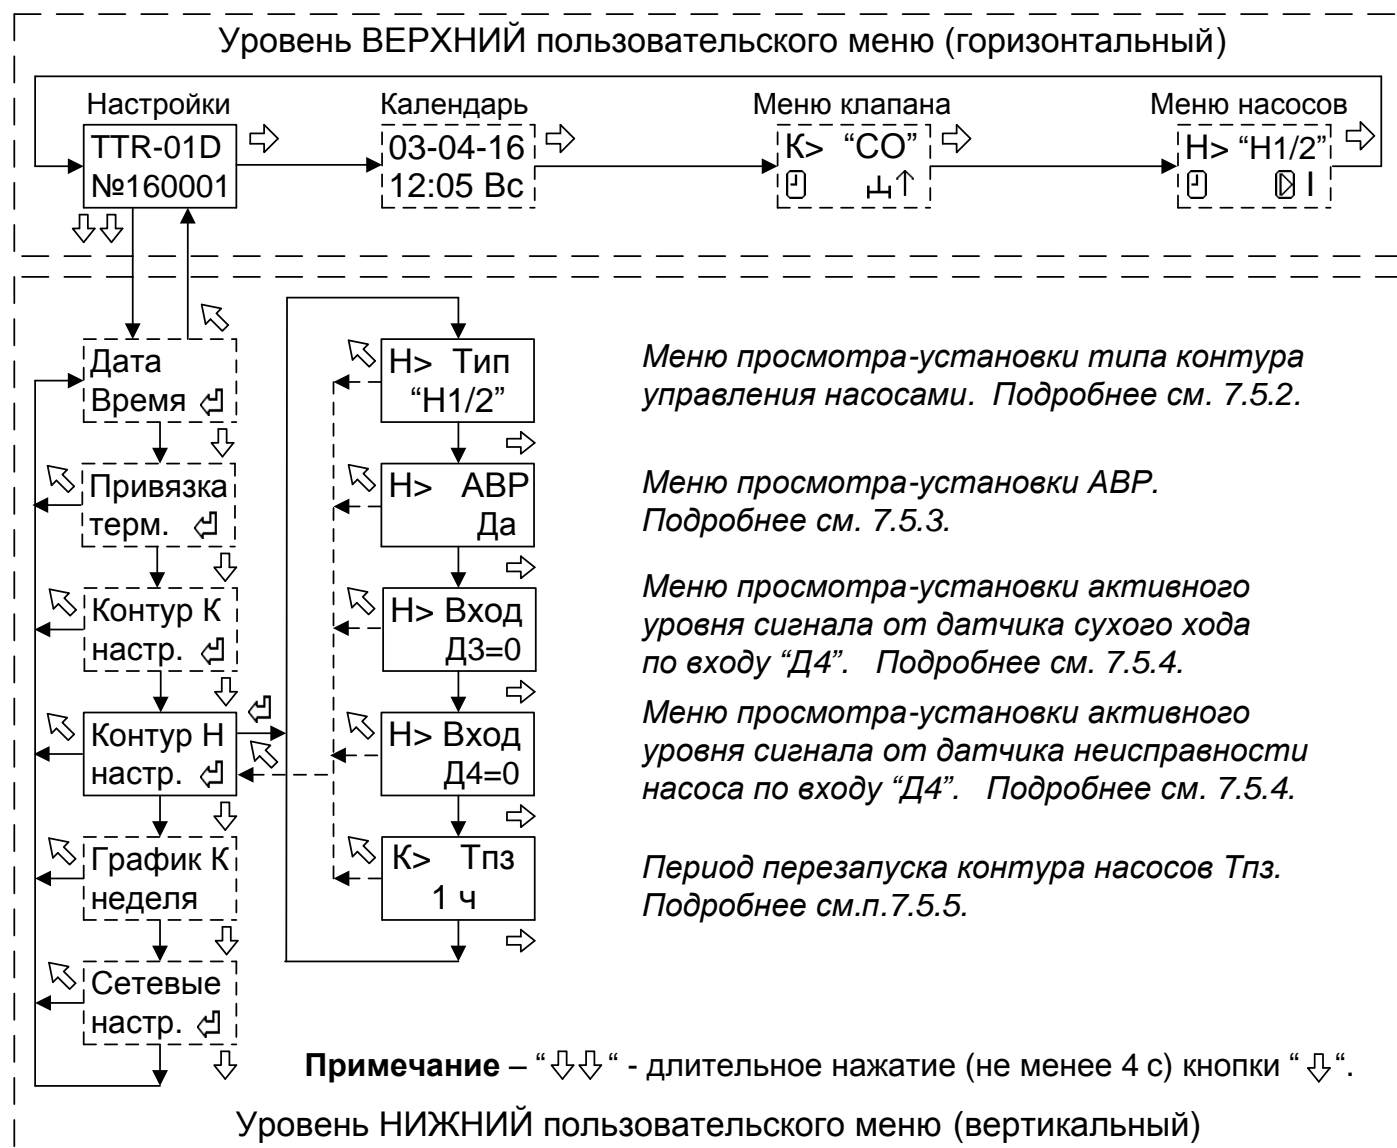 Уровень ВЕРХНИЙ пользовательского меню (горизонтальный)
Настройки
Календарь
Меню клапана
Меню насосов
TTR-01D
№160001
03-04-16
12:05 Вс
К> “СО”
Н> “Н1/2”
I
Дата
Время
Привязка
терм.
Контур К
настр.
Контур Н
настр.
График К
неделя
Сетевые
настр.
Н> Тип
“Н1/2”
Меню просмотра-установки типа контура
управления насосами. Подробнее см. 7.5.2.
Н> АВР
Да
Меню просмотра-установки АВР.
Подробнее см. 7.5.3.
Н> Вход
Д3=0
Меню просмотра-установки активного
уровня сигнала от датчика сухого хода
по входу “Д4”. Подробнее см. 7.5.4.
Н> Вход
Д4=0
Меню просмотра-установки активного
уровня сигнала от датчика неисправности
насоса по входу “Д4”. Подробнее см. 7.5.4.
К> Тпз
1 ч
Период перезапуска контура насосов Тпз.
Подробнее см.п.7.5.5.
Примечание – “⇩⇩“ - длительное нажатие (не менее 4 с) кнопки “ ⇩“.
Уровень НИЖНИЙ пользовательского меню (вертикальный)